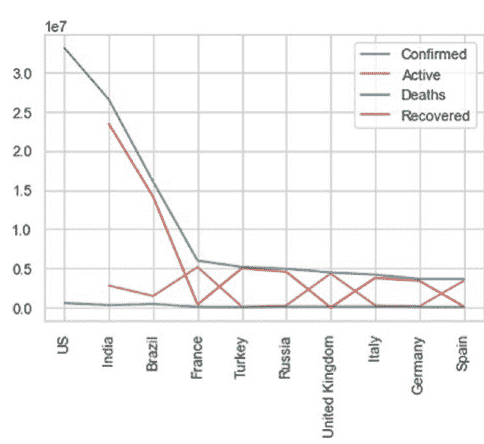 1e7
Confirmed
Active
Deaths
Recovered
3.0
2.5
2.0
1.5
1.0
0.5
0.0
US
India
Brazil
France
Turkey
Russia
United Kingdom
Italy
Germany
Spain